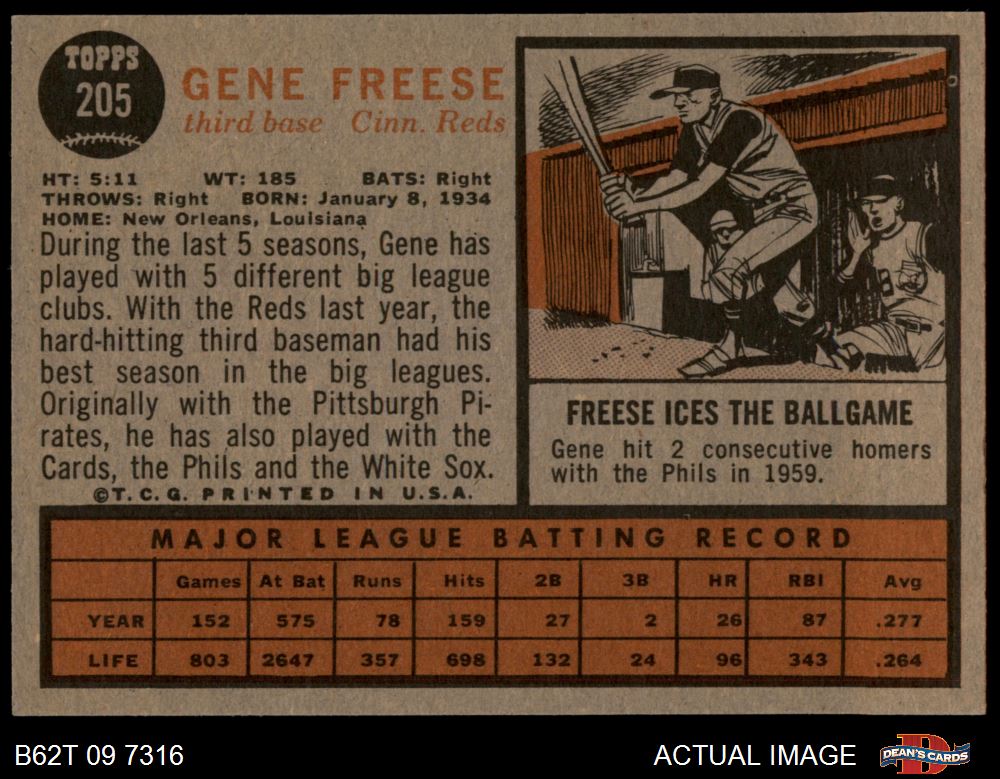 TOPPS
205
GENE FREESE
third base Cinn. Reds
HT: 5:11 WT: 185 BATS: Right
THROWS: Right BORN: January 8, 1934
HOME: New Orleans, Louisiana
During the last 5 seasons, Gene has
played with 5 different big league
clubs. With the Reds last year, the
hard-hitting third baseman had his
best season in the big leagues.
Originally with the Pittsburgh Pi-
rates, he has also played with the
Cards, the Phils and the White Sox.
©T.C.G. PRINTED IN U.S.A.
FREESE ICES THE BALLGAME
Gene hit 2 consecutive homers
with the Phils in 1959.
MAJOR LEAGUE BATTING RECORD
Games At Bat Runs Hits 2B 3B HR RBI Avg
YEAR 152 575 78 159 27 2 26 87 .277
LIFE 803 2647 357 698 132 24 96 343 .264
B62T 09 7316 ACTUAL IMAGE DEAN'S CARDS